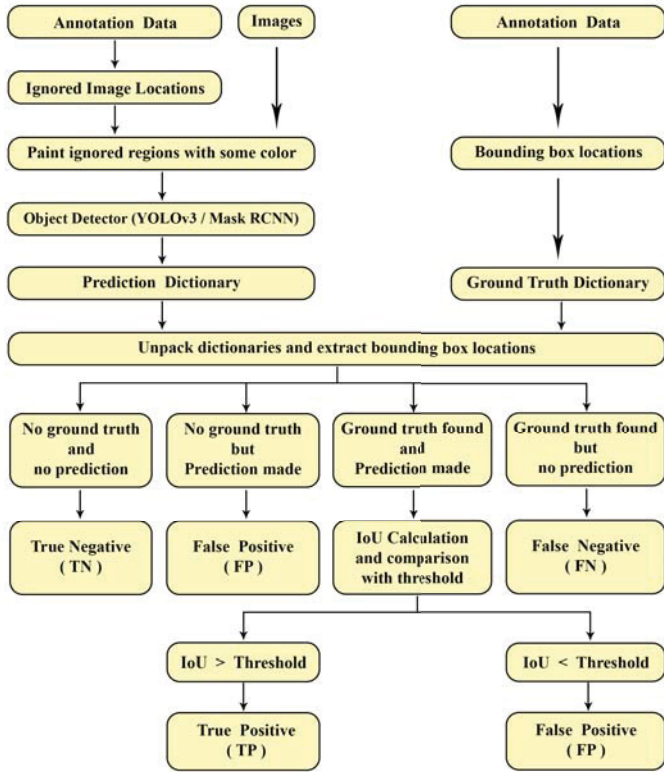 Annotation Data
Images
Annotation Data
Ignored Image Locations
Paint ignored regions with some color
Bounding box locations
Object Detector (YOLOv3 / Mask RCNN)
Prediction Dictionary
Ground Truth Dictionary
Unpack dictionaries and extract bounding box locations
No ground truth
and
no prediction
No ground truth
but
Prediction made
Ground truth found
and
Prediction made
Ground truth found
but
no prediction
True Negative
( TN )
False Positive
( FP )
IoU Calculation
and comparison
with threshold
False Negative
( FN )
IoU > Threshold
IoU < Threshold
True Positive
( TP )
False Positive
( FP )